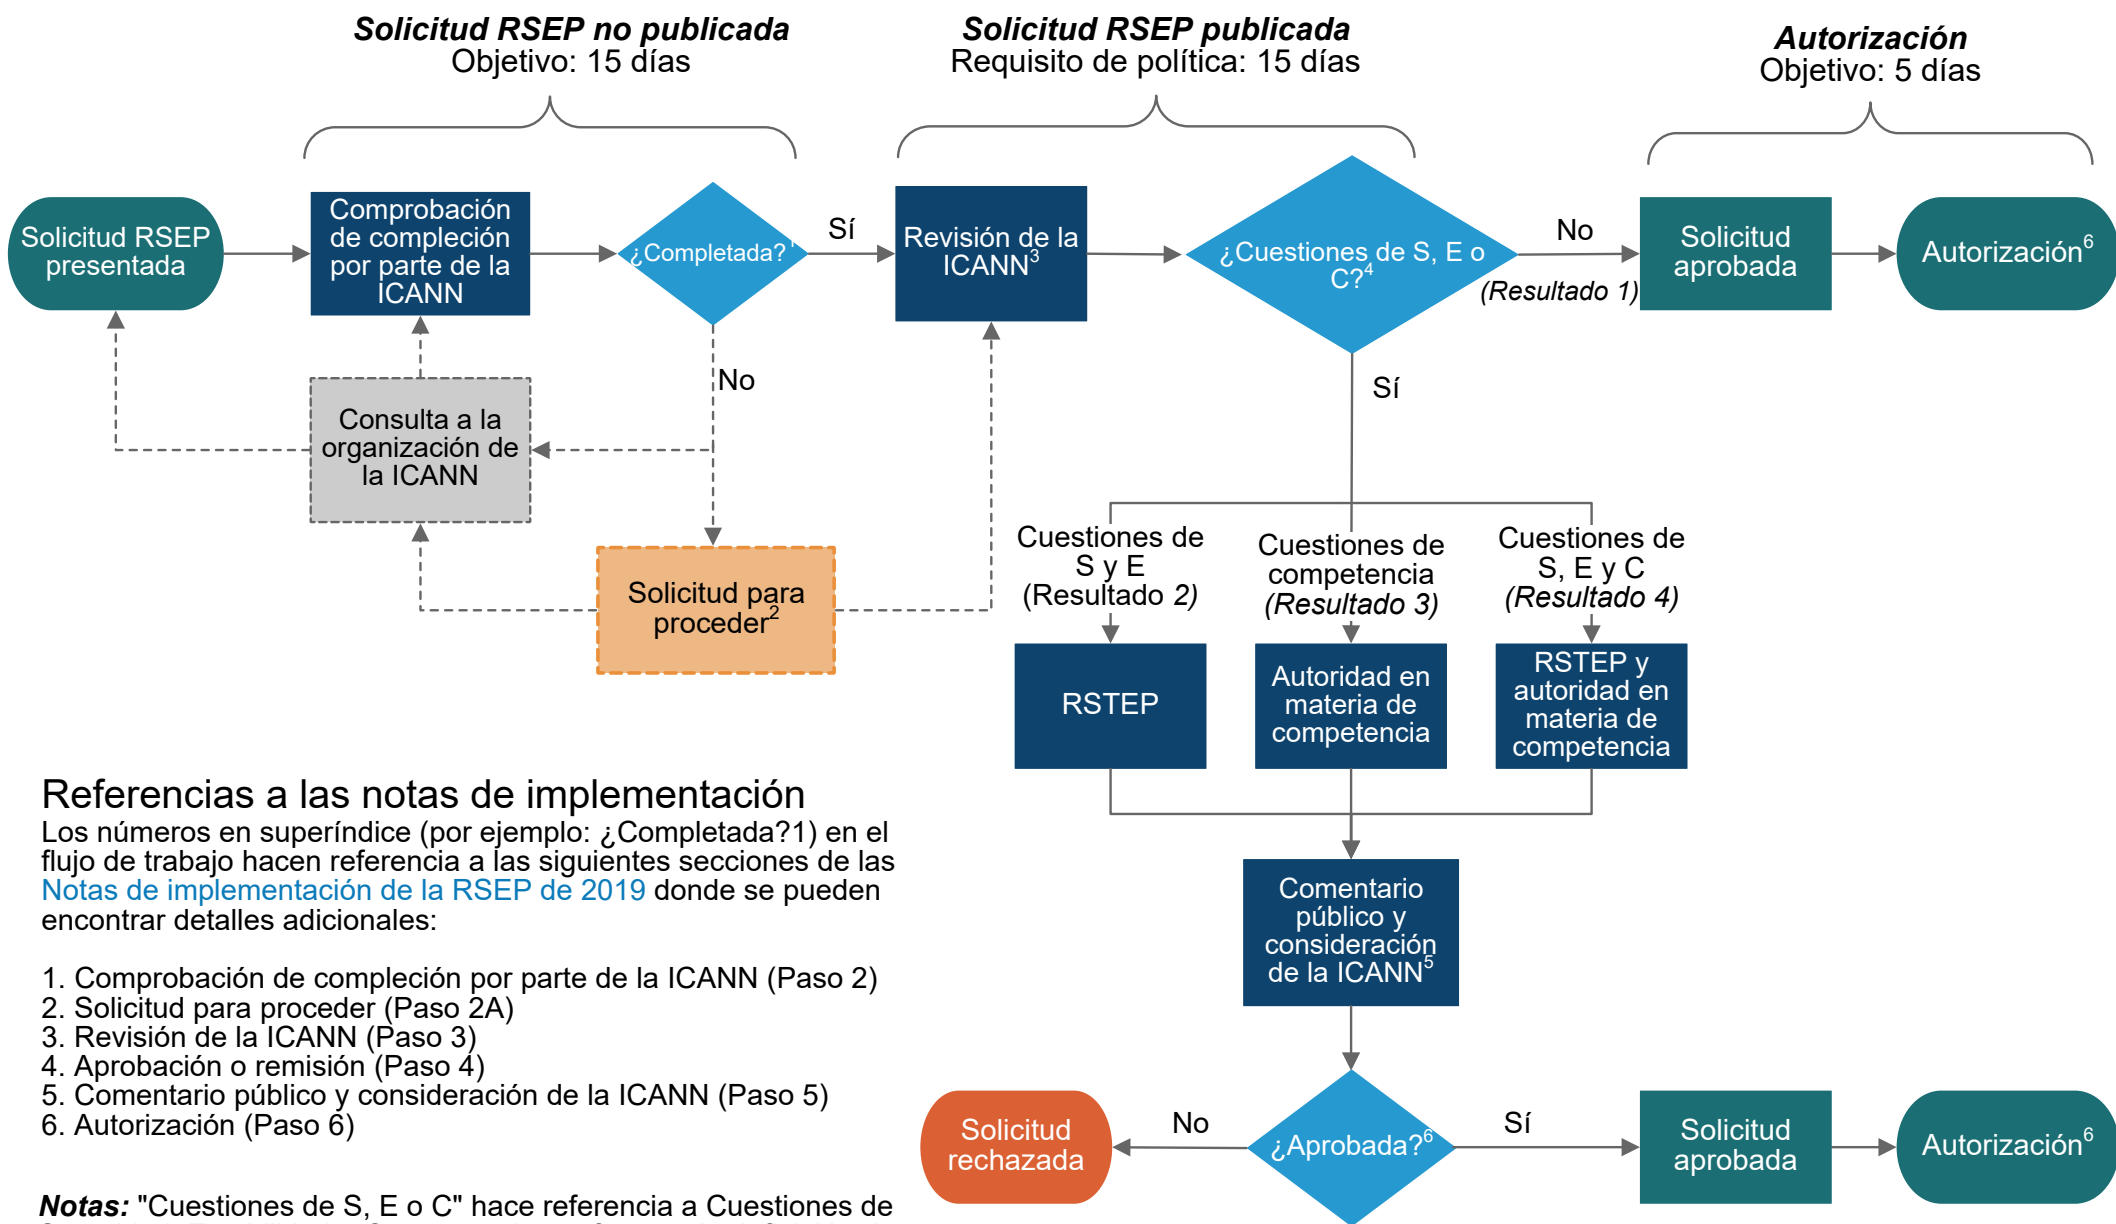 Solicitud RSEP no publicada
Objetivo: 15 días
Solicitud RSEP publicada
Requisito de política: 15 días
Autorización
Objetivo: 5 días
Solicitud RSEP
presentada
Comprobación
de compleción
por parte de la
ICANN
¿Completada?1
Sí
Revisión de la
ICANN3
¿Cuestiones de S, E o
C?4
No
(Resultado 1)
Solicitud
aprobada
Autorización6
No
Sí
Consulta a la
organización de
la ICANN
Solicitud para
proceder2
Cuestiones de
S y E
(Resultado 2)
Cuestiones de
competencia
(Resultado 3)
Cuestiones de
S, E y C
(Resultado 4)
RSTEP
Autoridad en
materia de
competencia
RSTEP y
autoridad en
materia de
competencia
Comentario
público y
consideración
de la ICANN5
¿Aprobada?6
No
Solicitud
rechazada
Sí
Solicitud
aprobada
Autorización6
Referencias a las notas de implementación
Los números en superíndice (por ejemplo: ¿Completada?1) en el
flujo de trabajo hacen referencia a las siguientes secciones de las
Notas de implementación de la RSEP de 2019 donde se pueden
encontrar detalles adicionales:
1. Comprobación de compleción por parte de la ICANN (Paso 2)
2. Solicitud para proceder (Paso 2A)
3. Revisión de la ICANN (Paso 3)
4. Aprobación o remisión (Paso 4)
5. Comentario público y consideración de la ICANN (Paso 5)
6. Autorización (Paso 6)
Notas: "Cuestiones de S, E o C" hace referencia a Cuestiones de